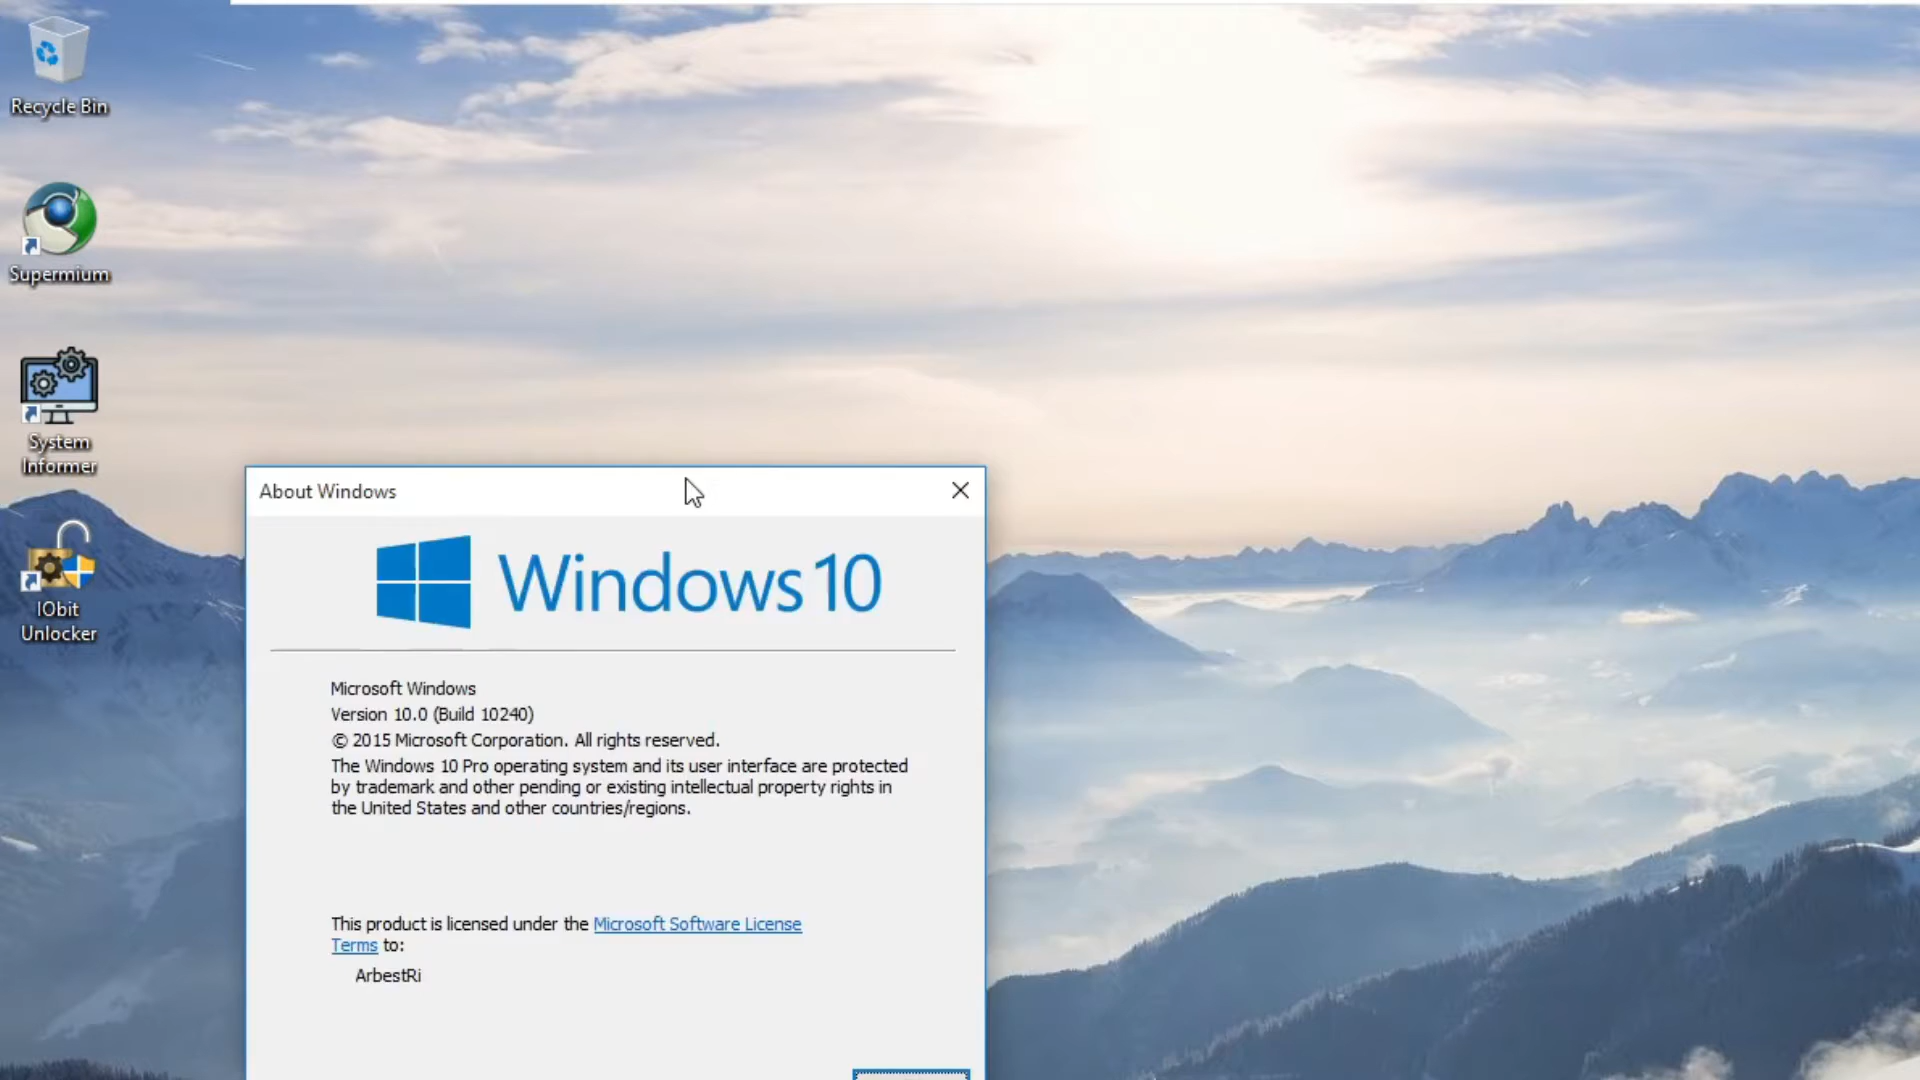 Recycle Bin
Supermium
System
Informer
IObit
Unlocker
About Windows
Windows 10
Microsoft Windows
Version 10.0 (Build 10240)
© 2015 Microsoft Corporation. All rights reserved.
The Windows 10 Pro operating system and its user interface are protected
by trademark and other pending or existing intellectual property rights in
the United States and other countries/regions.
This product is licensed under the Microsoft Software License
Terms to:
ArbestRi